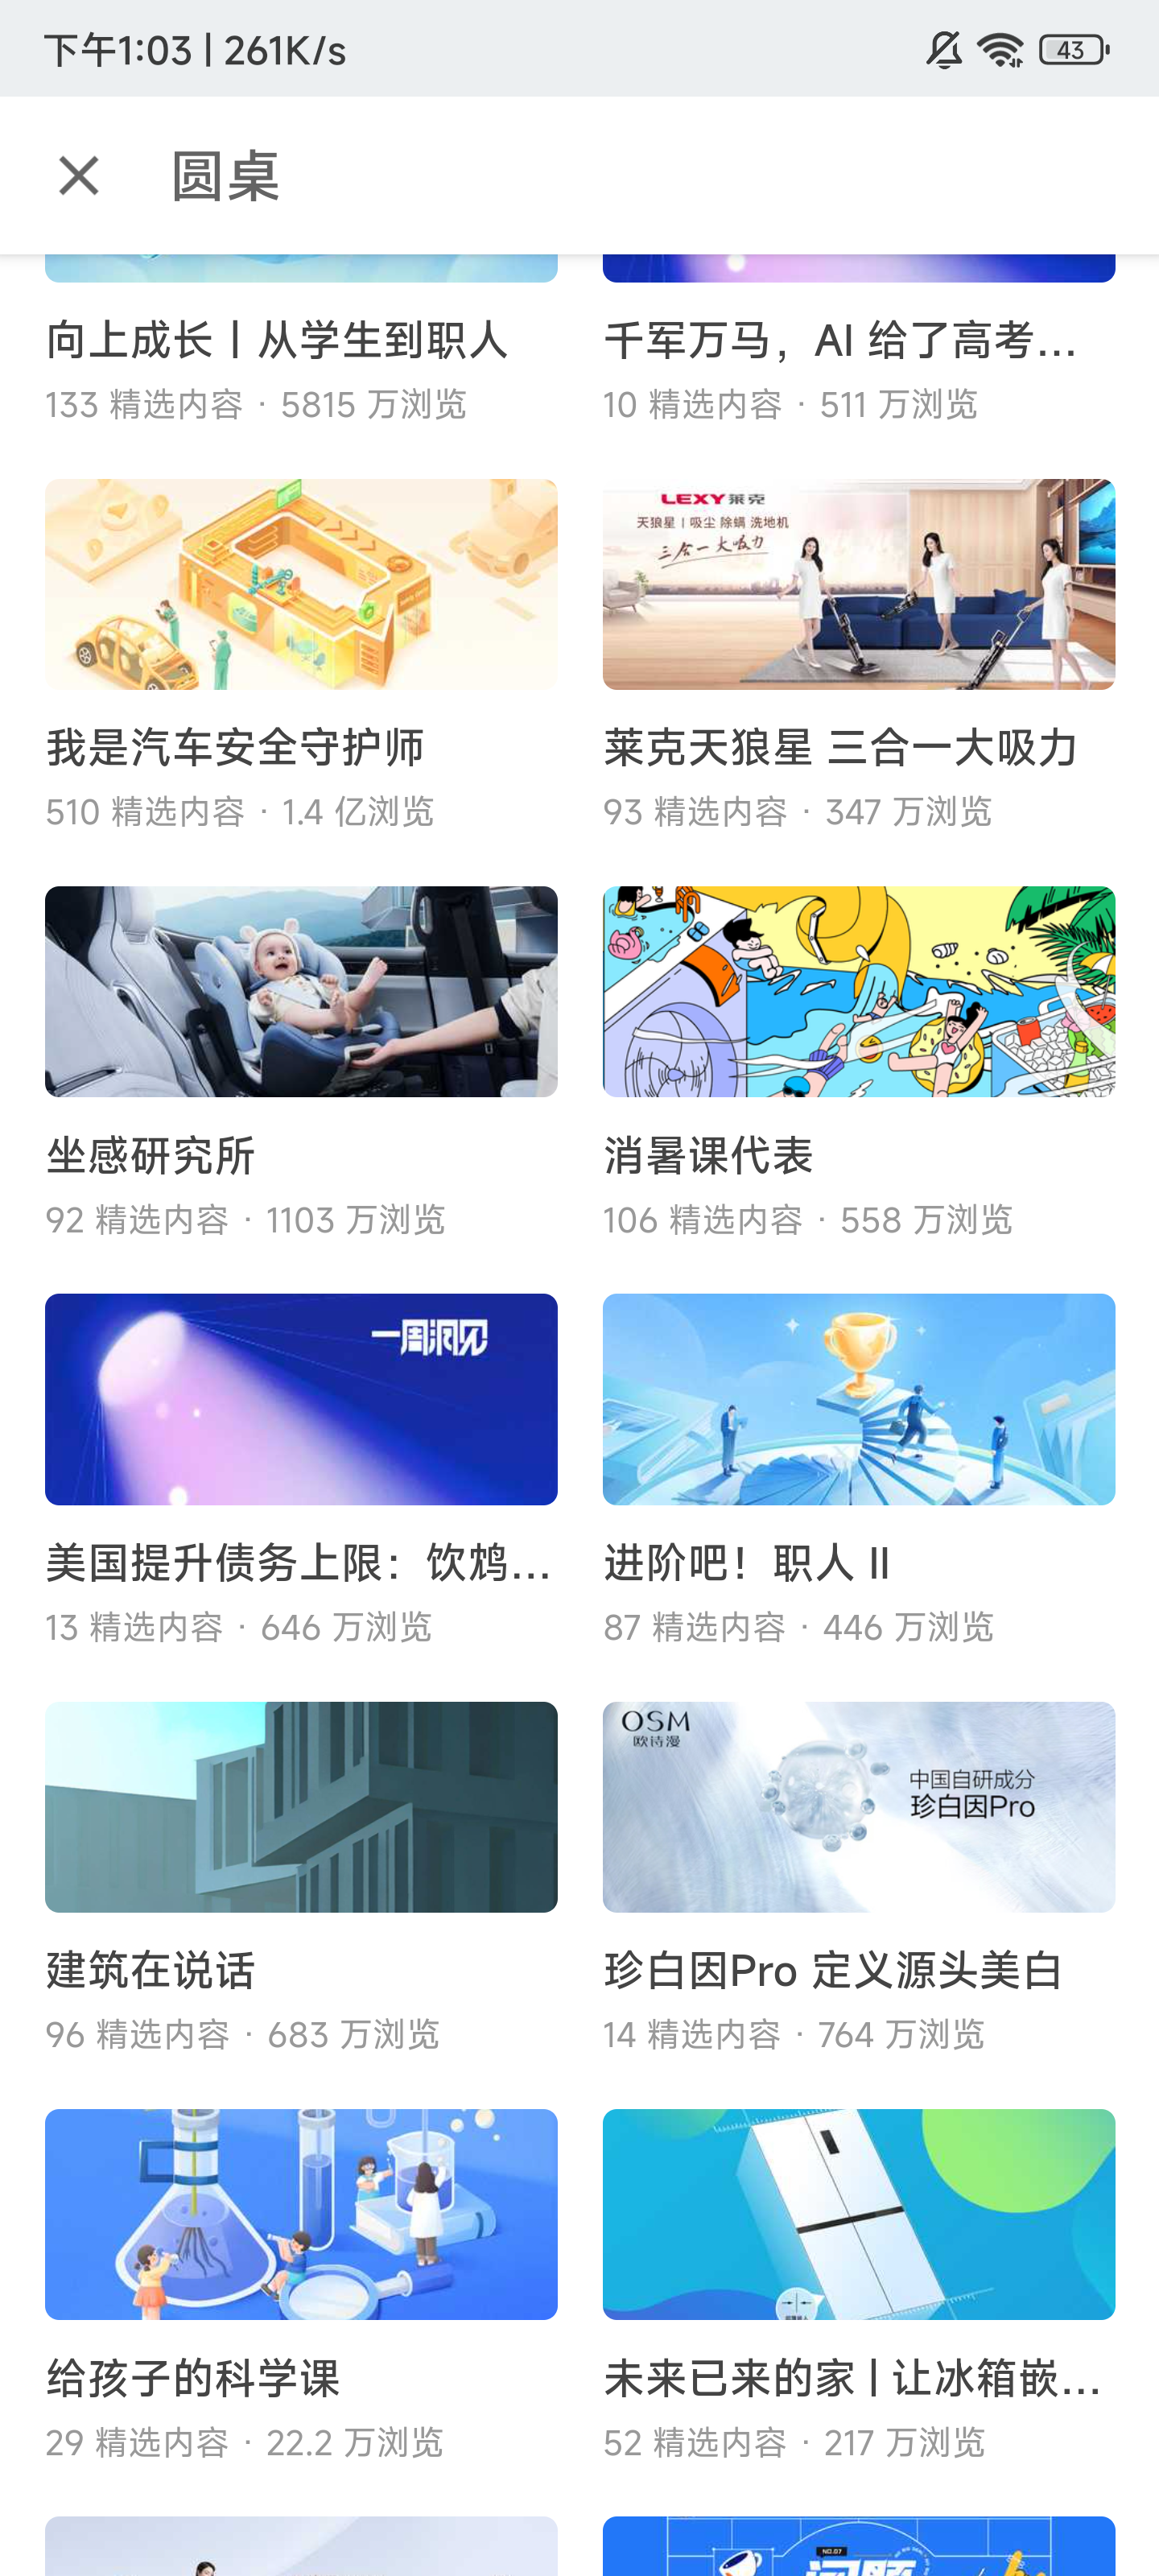 下午1:03 | 261K/s
43
圆桌
向上成长丨从学生到职人
133 精选内容 · 5815 万浏览
千军万马，AI 给了高考...
10 精选内容 · 511 万浏览
LEXY莱克
天狼星 | 吸尘 除螨 洗地机
三合一大吸力
我是汽车安全守护师
510 精选内容 · 1.4 亿浏览
莱克天狼星 三合一大吸力
93 精选内容 · 347 万浏览
坐感研究所
92 精选内容 · 1103 万浏览
消暑课代表
106 精选内容 · 558 万浏览
一周洞见
美国提升债务上限：饮鸩...
13 精选内容 · 646 万浏览
进阶吧！职人 II
87 精选内容 · 446 万浏览
OSM
欧诗漫
中国自研成分
珍白因Pro
建筑在说话
96 精选内容 · 683 万浏览
珍白因Pro 定义源头美白
14 精选内容 · 764 万浏览
给孩子的科学课
29 精选内容 · 22.2 万浏览
未来已来的家 | 让冰箱嵌...
52 精选内容 · 217 万浏览
NO.07